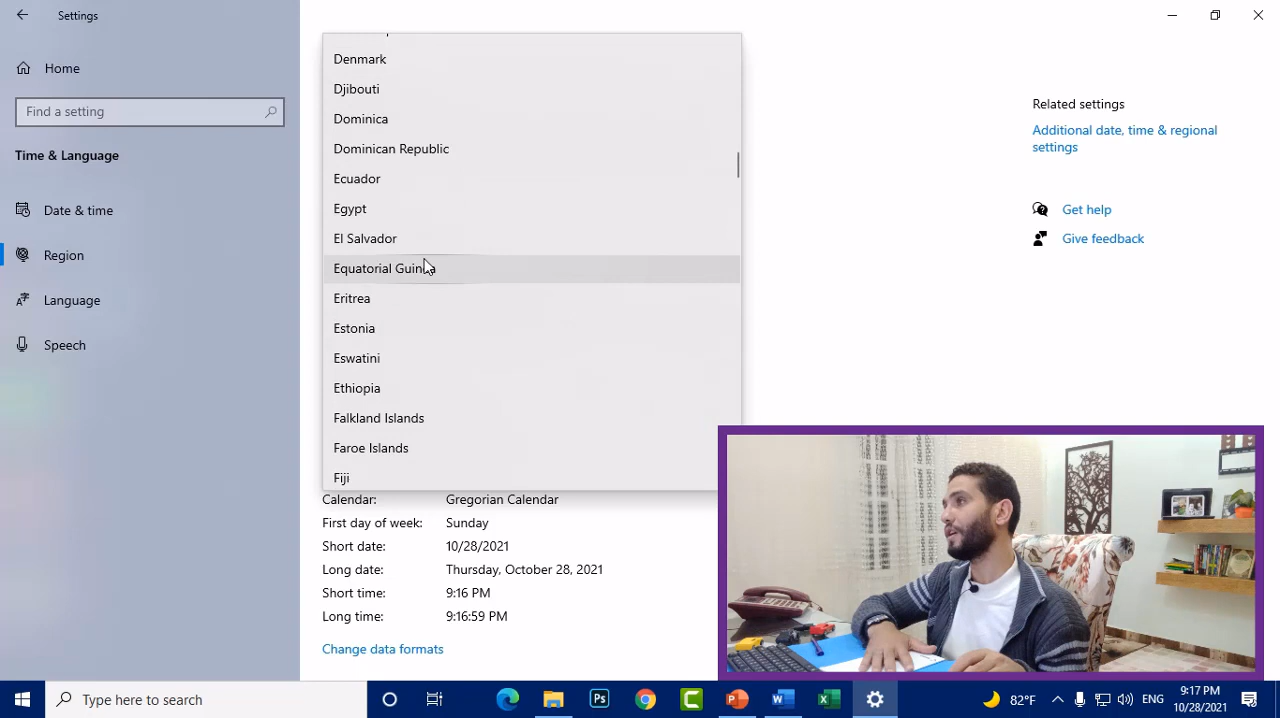 Settings
Home
Find a setting
Time & Language
Date & time
Region
Language
Speech
Denmark
Djibouti
Dominica
Dominican Republic
Ecuador
Egypt
El Salvador
Equatorial Guinea
Eritrea
Estonia
Eswatini
Ethiopia
Falkland Islands
Faroe Islands
Fiji
Calendar: Gregorian Calendar
First day of week: Sunday
Short date: 10/28/2021
Long date: Thursday, October 28, 2021
Short time: 9:16 PM
Long time: 9:16:59 PM
Change data formats
Related settings
Additional date, time & regional
settings
Get help
Give feedback
Type here to search
Ps
82°F
ENG
9:17 PM
10/28/2021